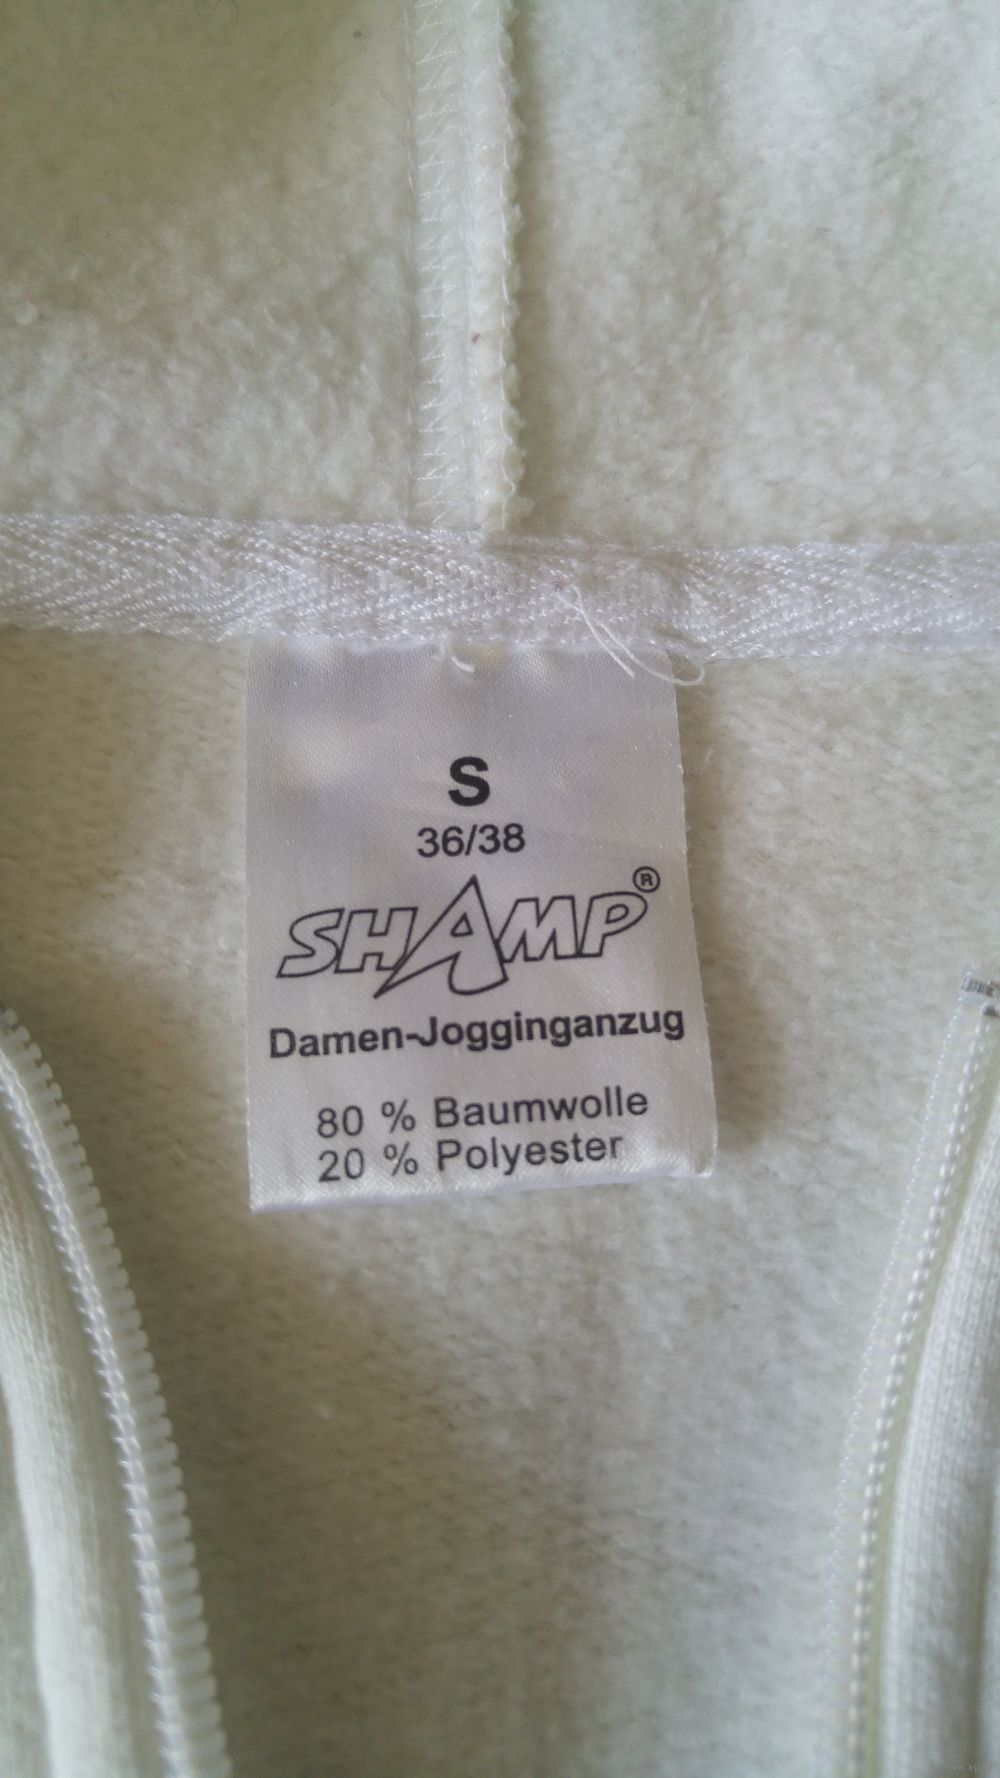 S
36/38
SHAMP®
Damen-Jogginganzug
80 % Baumwolle
20 % Polyester